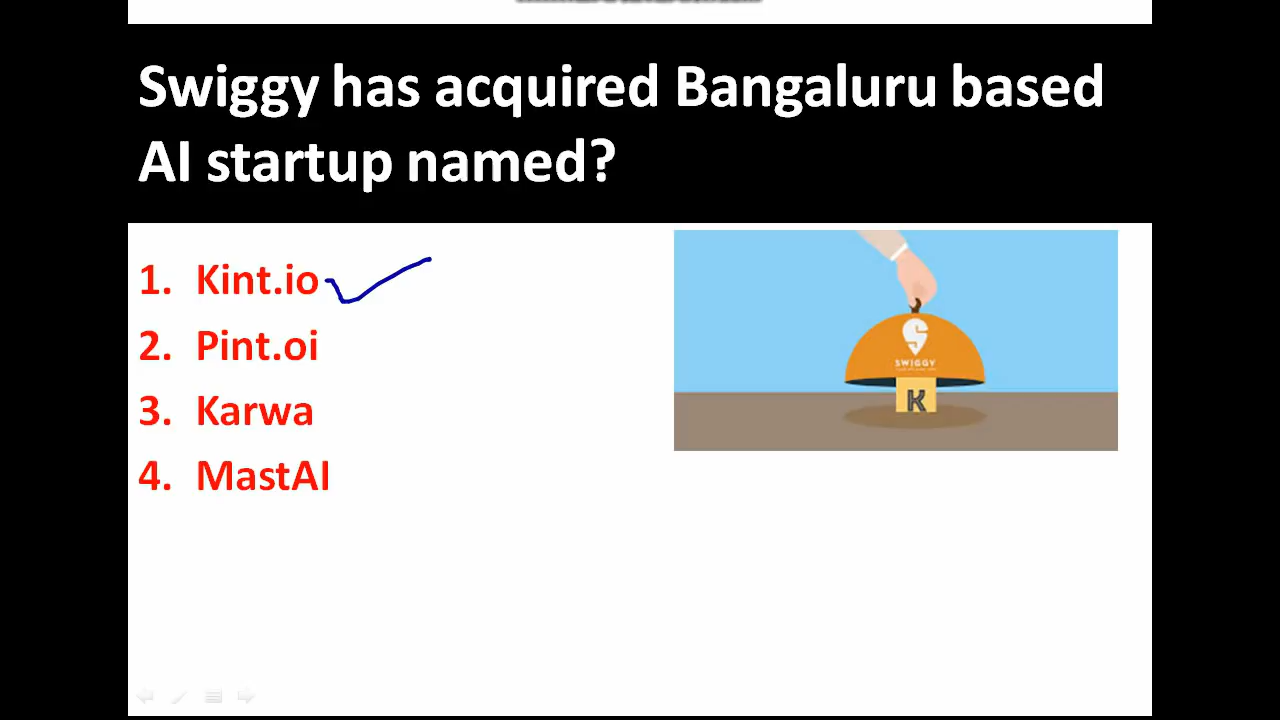 Swiggy has acquired Bangaluru based
AI startup named?
1. Kint.io
2. Pint.oi
3. Karwa
4. MastAI
SWIGGY
K